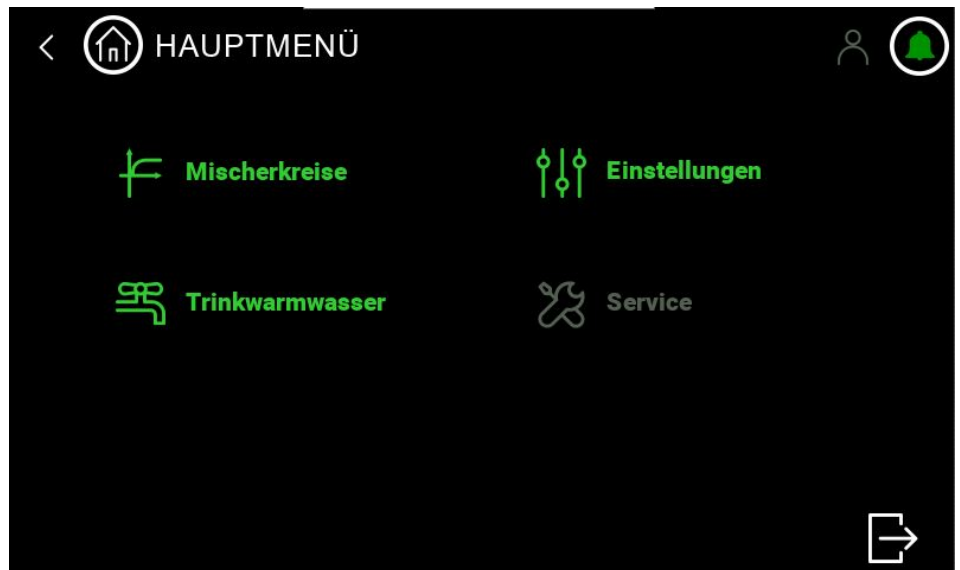 HAUPTMENÜ
Mischerkreise
Einstellungen
Trinkwarmwasser
Service